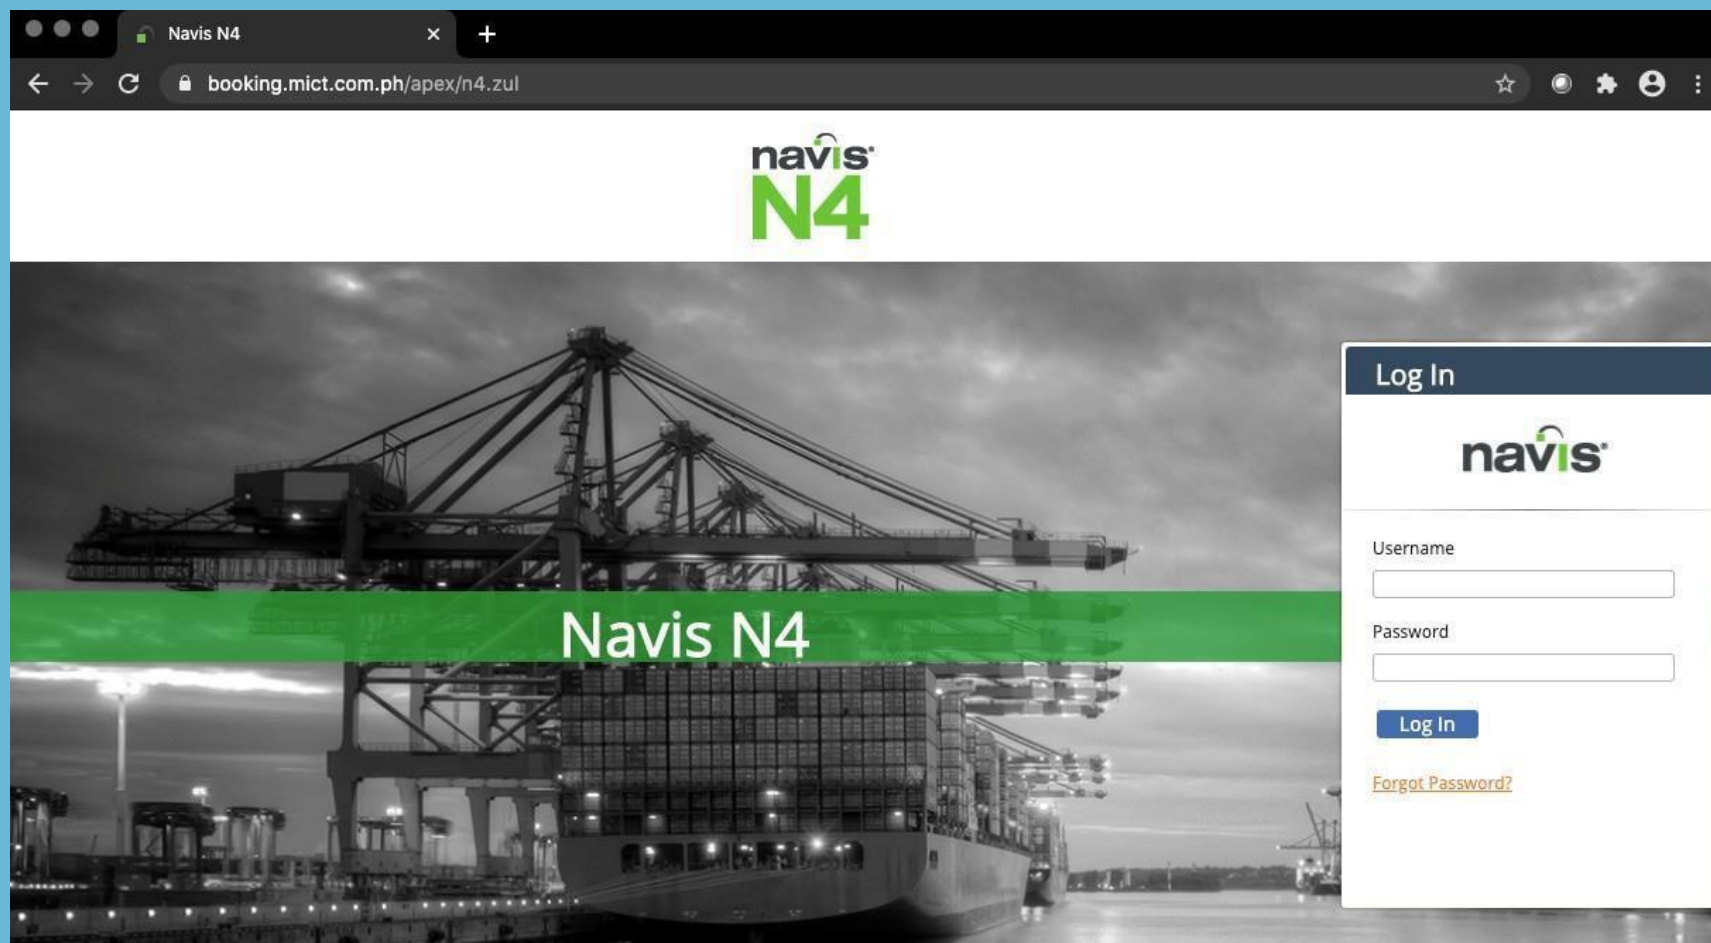 Navis N4
booking.mict.com.ph/apex/n4.zul
navis
N4
Log In
navis
Username
Navis N4
Password
Log In
Forgot Password?